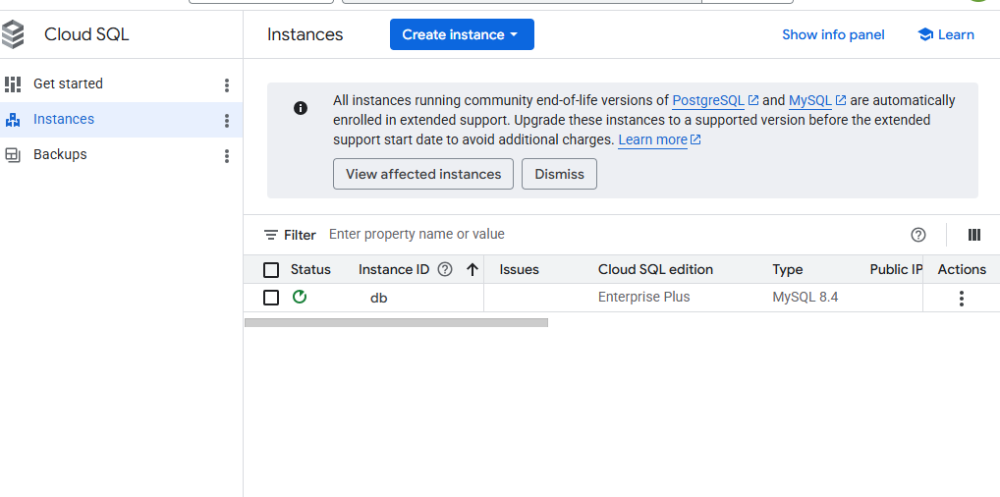 Cloud SQL
Instances
Create instance
Show info panel
Learn
Get started
Instances
Backups
All instances running community end-of-life versions of PostgreSQL and MySQL are automatically
enrolled in extended support. Upgrade these instances to a supported version before the extended
support start date to avoid additional charges. Learn more
View affected instances
Dismiss
Filter
Enter property name or value
Status Instance ID Issues Cloud SQL edition Type Public IP Actions
db Enterprise Plus MySQL 8.4